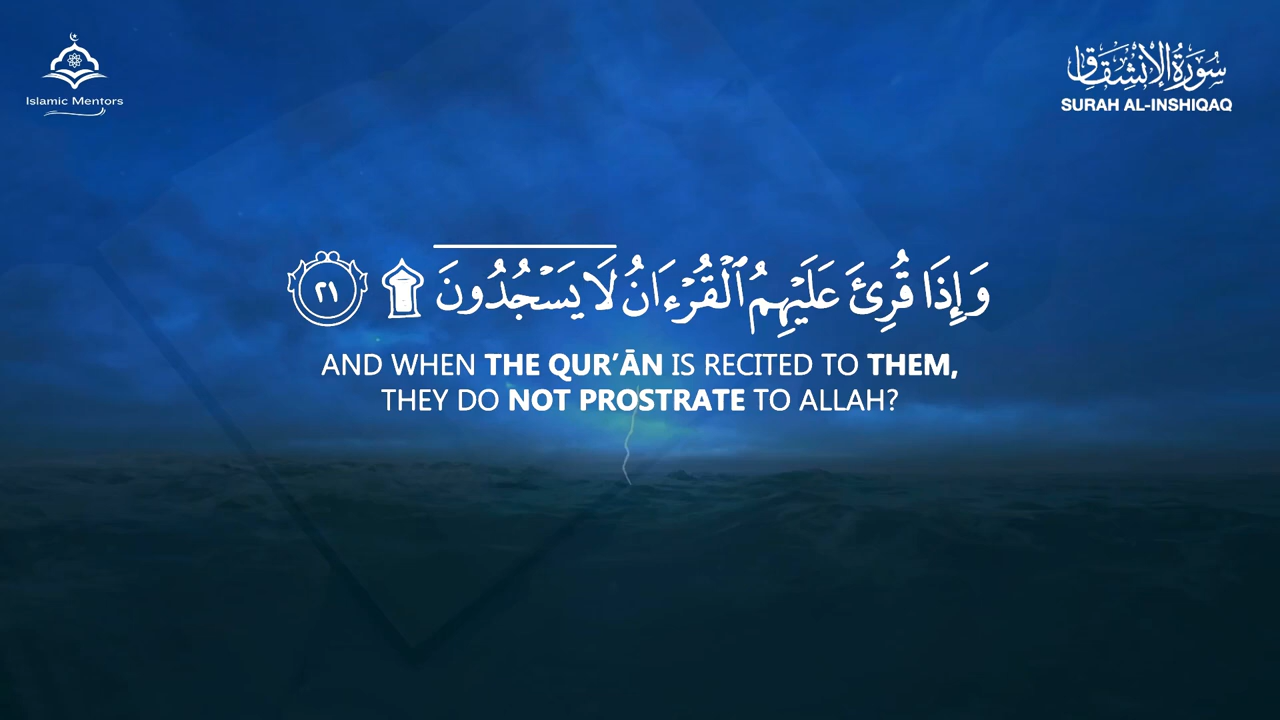 Islamic Mentors
سُورَةُ الْإِنْشِقَاقِ
SURAH AL-INSHIQAQ
وَإِذَا قُرِئَ عَلَيْهِمُ ٱلْقُرْءَانُ لَا يَسْجُدُونَ ۩ ٢١
AND WHEN THE QUR’ĀN IS RECITED TO THEM,
THEY DO NOT PROSTRATE TO ALLAH?